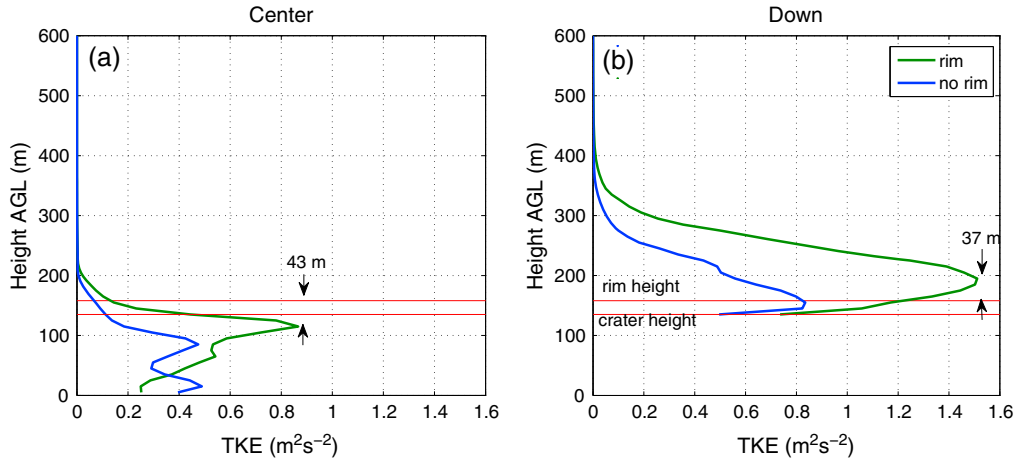 Center
(a)
600
500
400
300
200
100
0
Height AGL (m)
43 m
0 0.2 0.4 0.6 0.8 1 1.2 1.4 1.6
TKE (m²s⁻²)
Down
(b)
rim
no rim
600
500
400
300
200
100
0
Height AGL (m)
37 m
rim height
crater height
0 0.2 0.4 0.6 0.8 1 1.2 1.4 1.6
TKE (m²s⁻²)